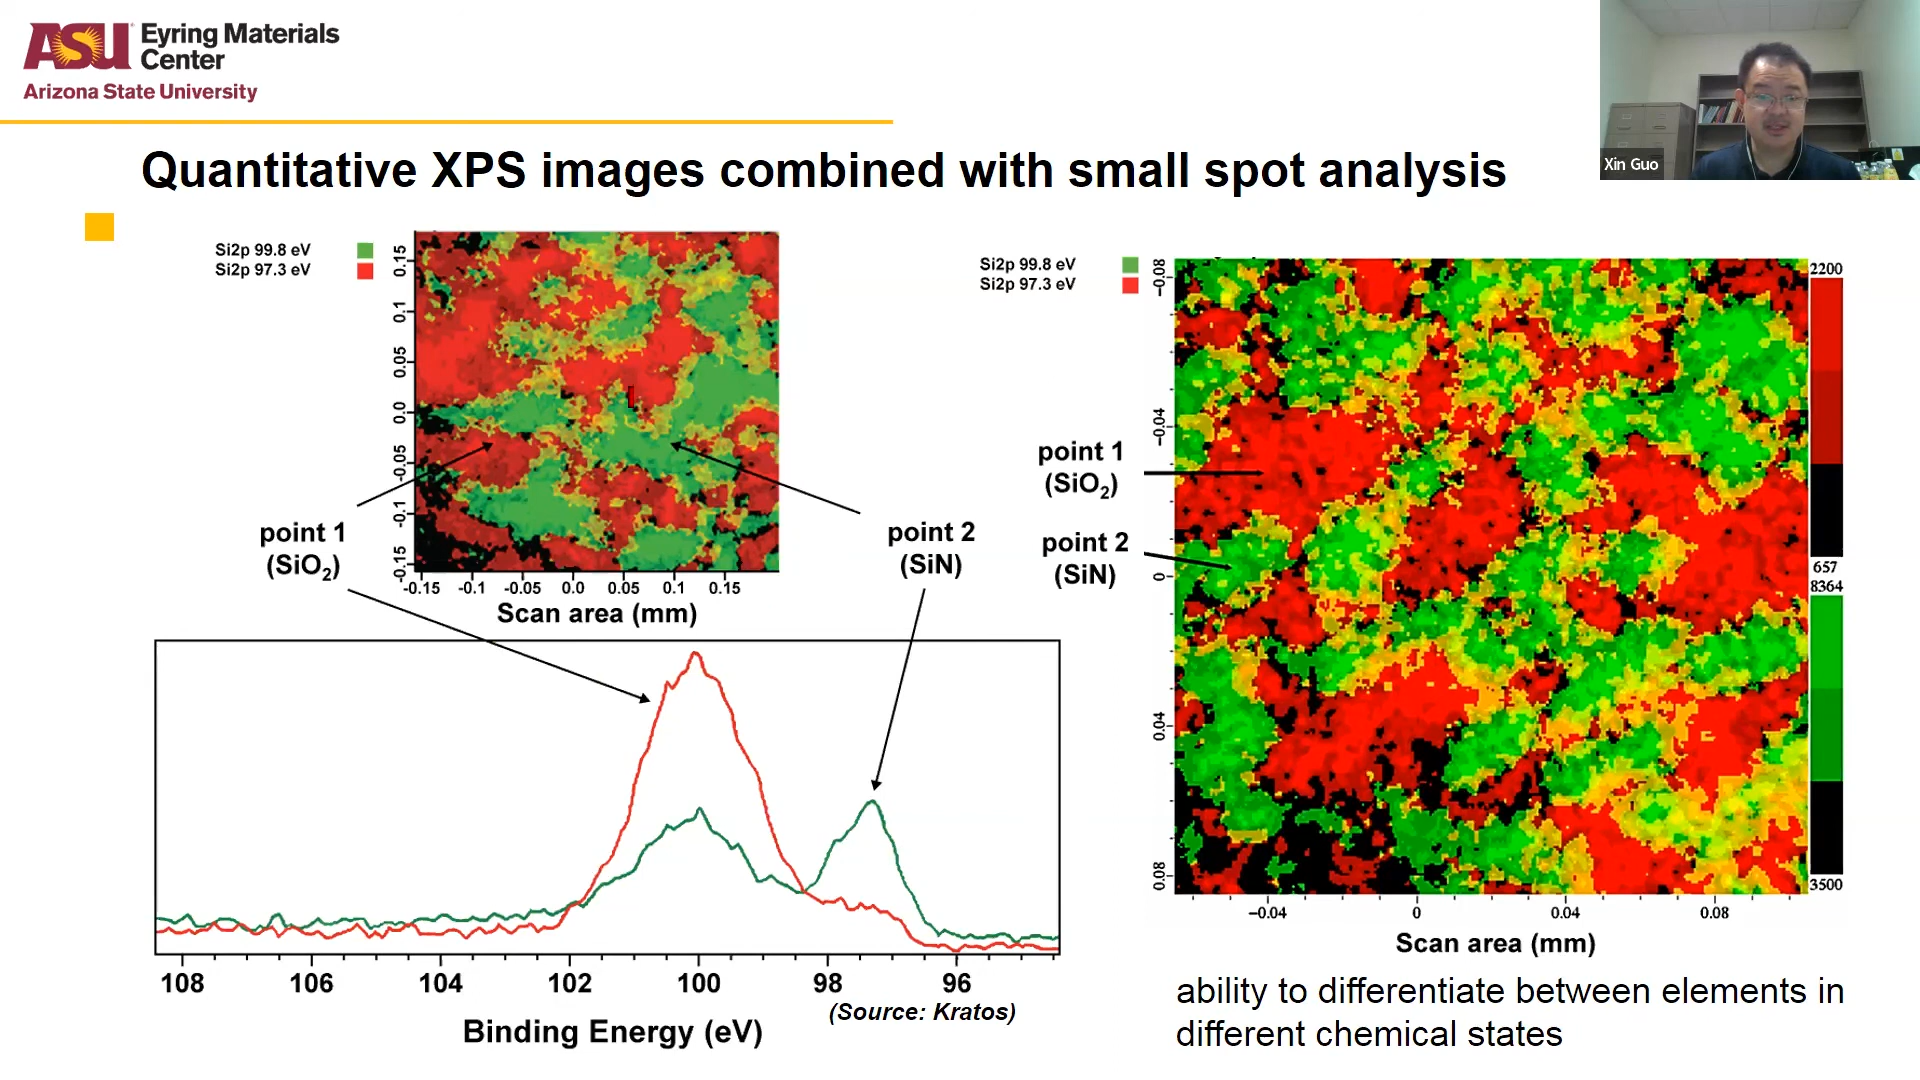 ASU Eyring Materials
Center
Arizona State University
Xin Guo
Quantitative XPS images combined with small spot analysis
Si2p 99.8 eV
Si2p 97.3 eV
0.15
0.1
0.05
0.0
-0.05
-0.1
-0.15
-0.15 -0.1 -0.05 0.0 0.05 0.1 0.15
Scan area (mm)
point 1
(SiO₂)
point 2
(SiN)
108 106 104 102 100 98 96
(Source: Kratos)
Binding Energy (eV)
Si2p 99.8 eV
Si2p 97.3 eV
−0.08
−0.04
0
0.04
0.08
point 1
(SiO₂)
point 2
(SiN)
2200
657
8364
3500
−0.04 0 0.04 0.08
Scan area (mm)
ability to differentiate between elements in
different chemical states